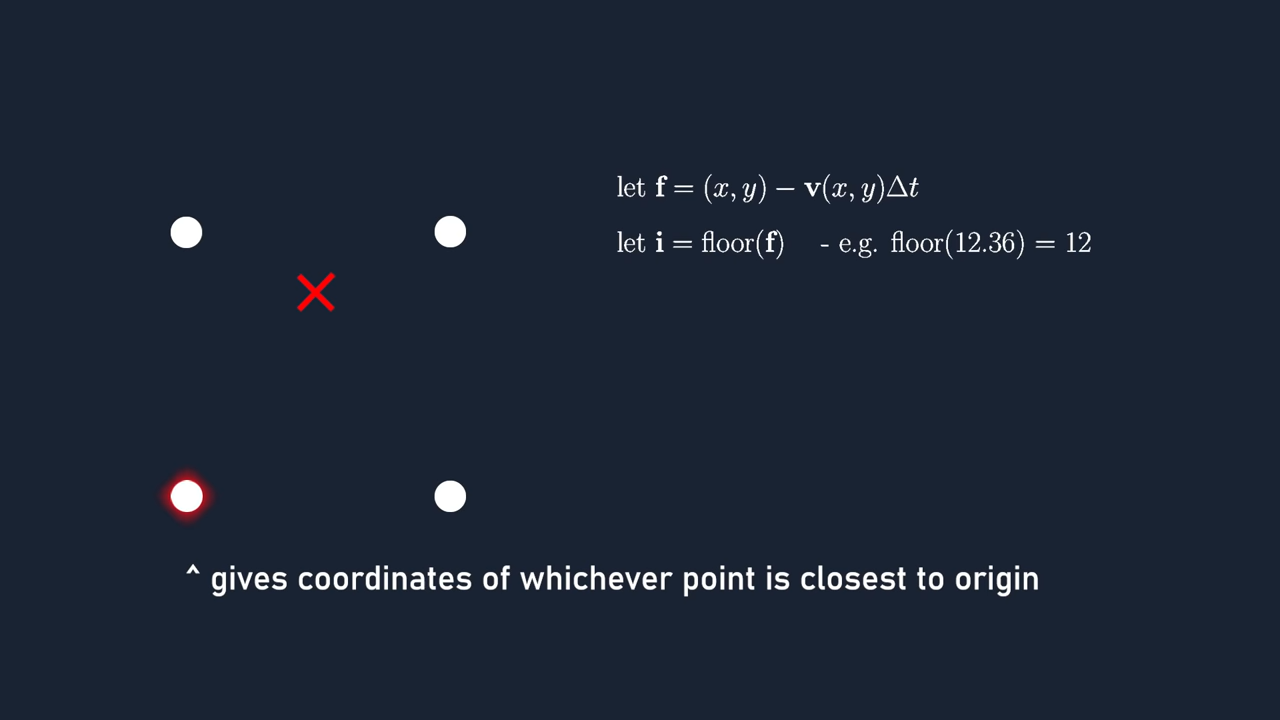 let f = (x, y) − v(x, y)Δt
let i = floor(f) - e.g. floor(12.36) = 12
^ gives coordinates of whichever point is closest to origin